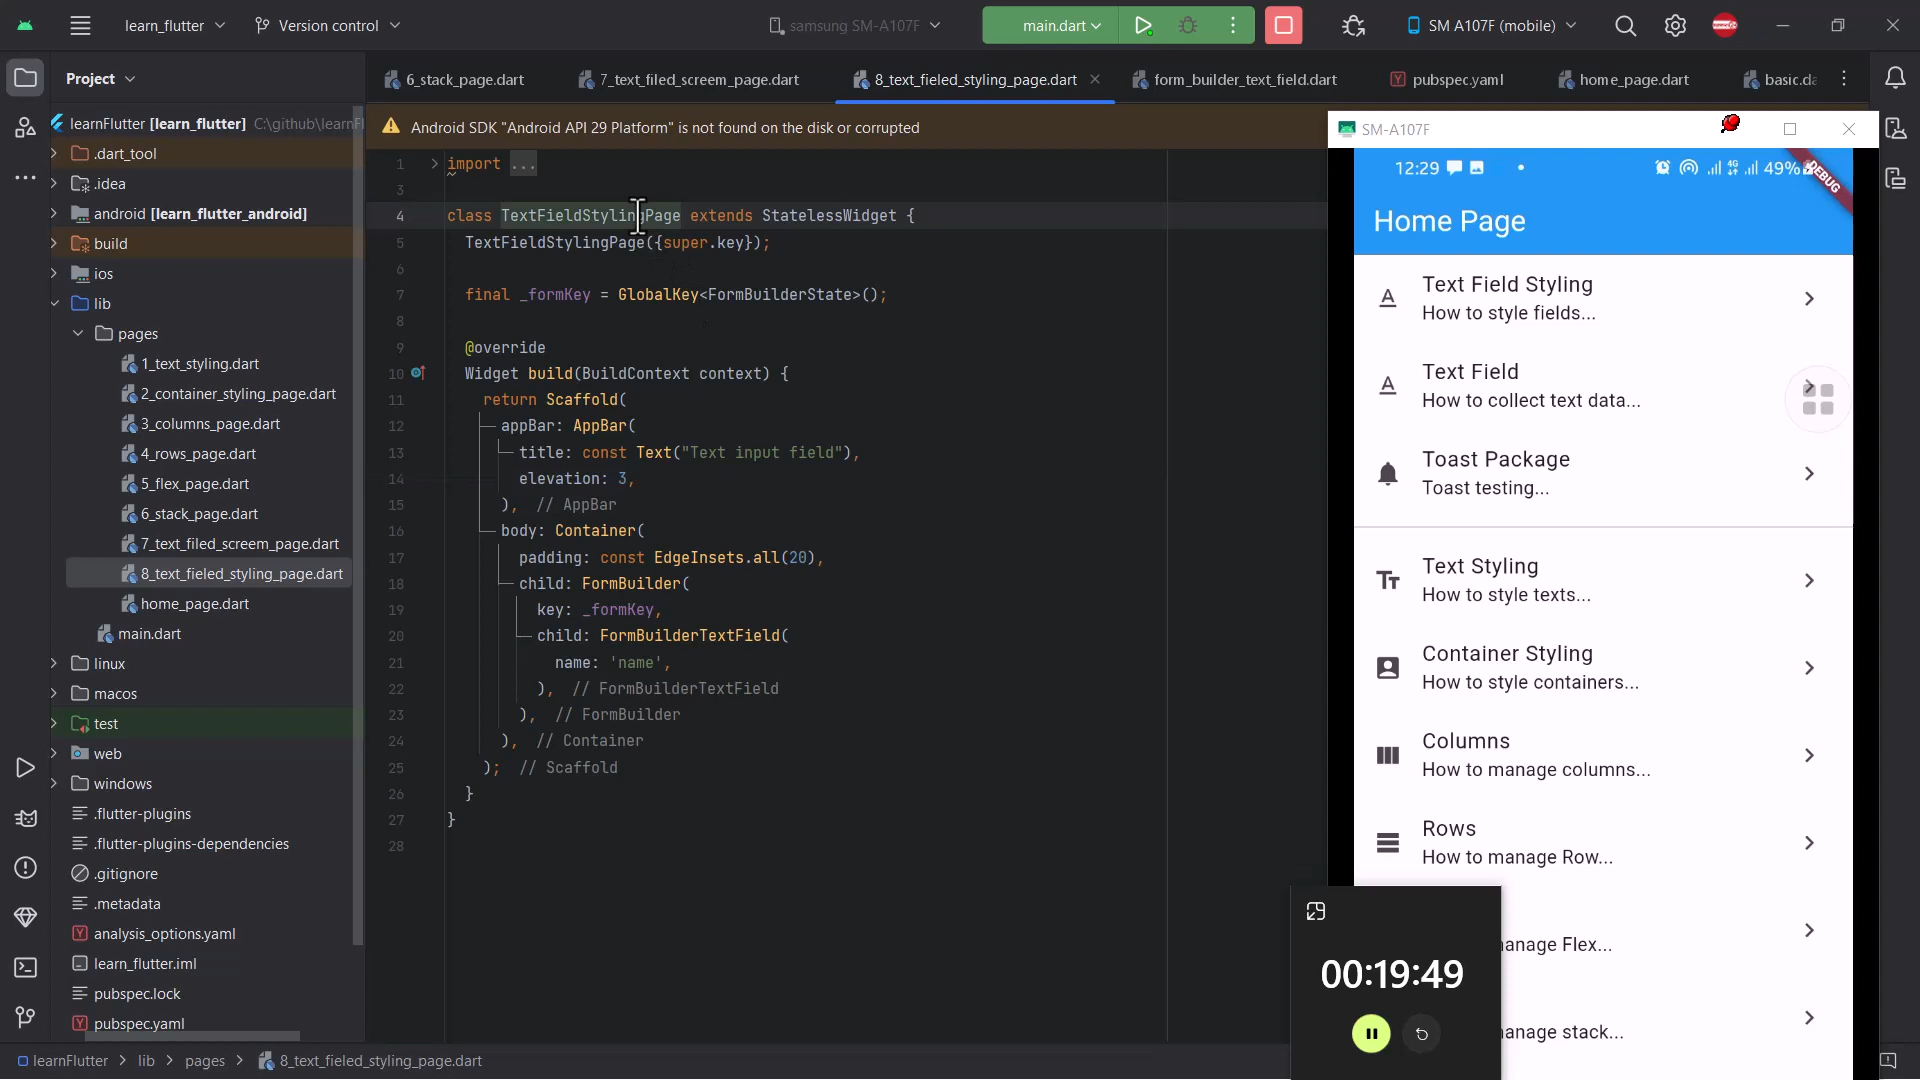 learn_flutter
Version control
samsung SM-A107F
main.dart
SM A107F (mobile)
Project
6_stack_page.dart
7_text_filed_screem_page.dart
8_text_fieled_styling_page.dart
form_builder_text_field.dart
pubspec.yaml
home_page.dart
basic.da
Android SDK "Android API 29 Platform" is not found on the disk or corrupted
learnFlutter [learn_flutter] C:\github\learnFl
.dart_tool
.idea
android [learn_flutter_android]
build
ios
lib
pages
1_text_styling.dart
2_container_styling_page.dart
3_columns_page.dart
4_rows_page.dart
5_flex_page.dart
6_stack_page.dart
7_text_filed_screem_page.dart
8_text_fieled_styling_page.dart
home_page.dart
main.dart
linux
macos
test
web
windows
.flutter-plugins
.flutter-plugins-dependencies
.gitignore
.metadata
analysis_options.yaml
learn_flutter.iml
pubspec.lock
pubspec.yaml
1 import ...
3
4 class TextFieldStylingPage extends StatelessWidget {
5 TextFieldStylingPage({super.key});
6
7 final _formKey = GlobalKey<FormBuilderState>();
8
9 @override
10 Widget build(BuildContext context) {
11 return Scaffold(
12 appBar: AppBar(
13 title: const Text("Text input field"),
14 elevation: 3,
15 ), // AppBar
16 body: Container(
17 padding: const EdgeInsets.all(20),
18 child: FormBuilder(
19 key: _formKey,
20 child: FormBuilderTextField(
21 name: 'name',
22 ), // FormBuilderTextField
23 ), // FormBuilder
24 ), // Container
25 ); // Scaffold
26 }
27 }
28
SM-A107F
12:29
4G
49%
DEBUG
Home Page
Text Field Styling
How to style fields...
Text Field
How to collect text data...
Toast Package
Toast testing...
Text Styling
How to style texts...
Container Styling
How to style containers...
Columns
How to manage columns...
Rows
How to manage Row...
anage Flex...
anage stack...
00:19:49
learnFlutter
lib
pages
8_text_fieled_styling_page.dart